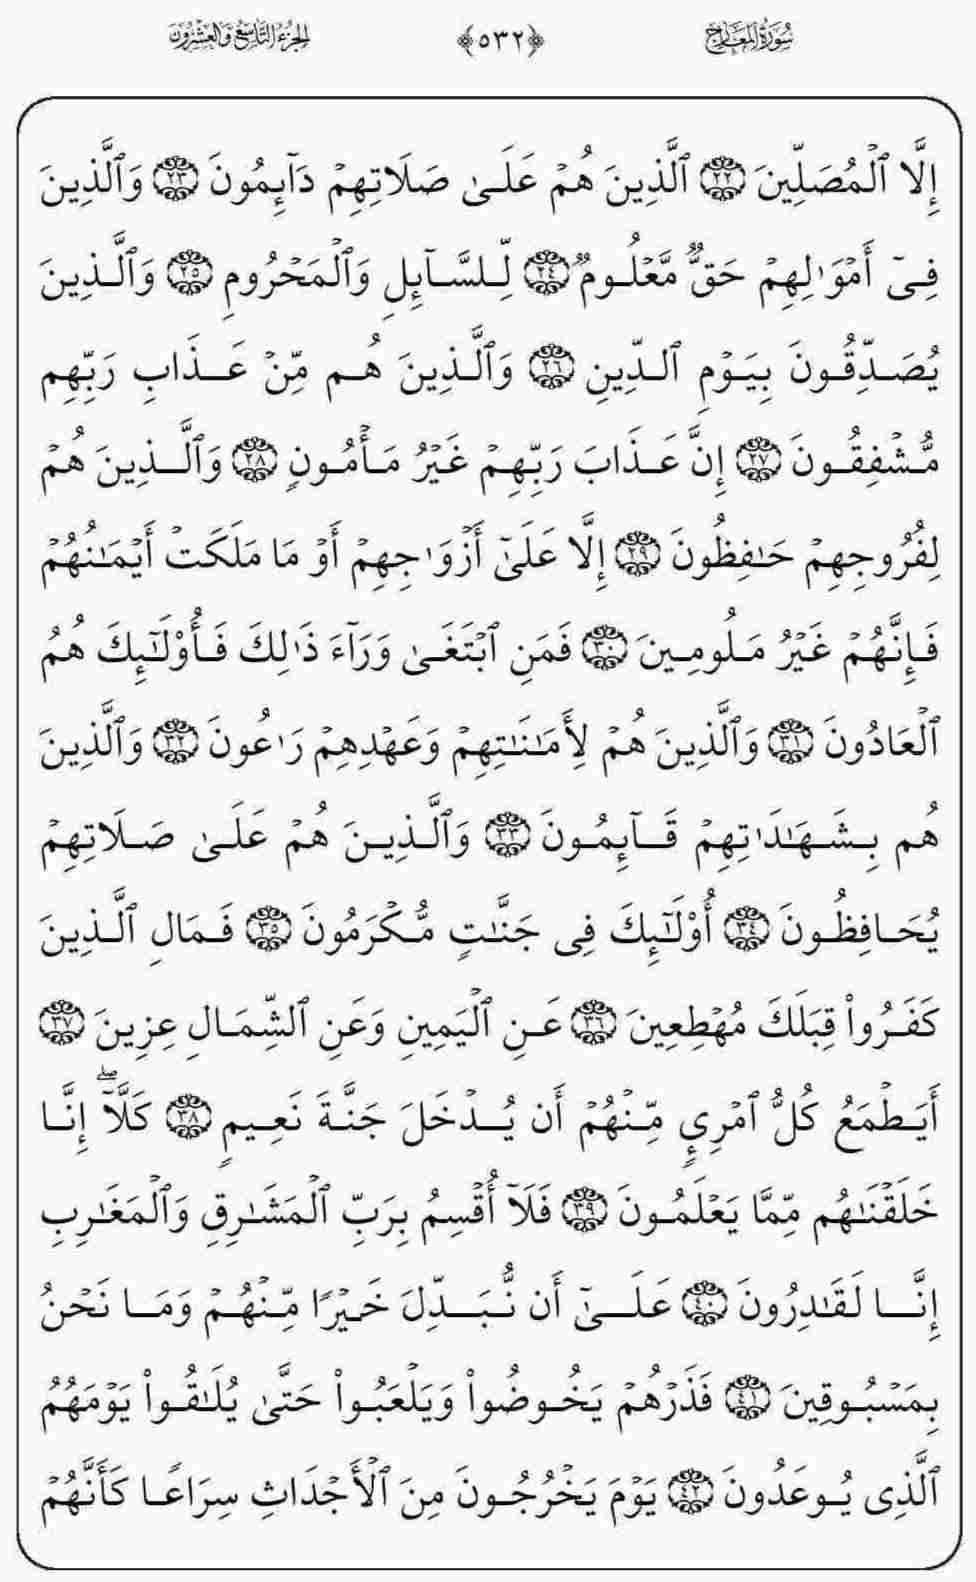 سُورَةُ المَعَارِجِ ﴿٥٣٢﴾ الجُزْءُ التَّاسِعُ وَالعِشْرُونَ
إِلَّا ٱلۡمُصَلِّينَ ٢٢ ٱلَّذِينَ هُمۡ عَلَىٰ صَلَاتِهِمۡ دَآئِمُونَ ٢٣ وَٱلَّذِينَ
فِىٓ أَمۡوَٰلِهِمۡ حَقّٞ مَّعۡلُومٞ ٢٤ لِّلسَّآئِلِ وَٱلۡمَحۡرُومِ ٢٥ وَٱلَّذِينَ
يُصَدِّقُونَ بِيَوۡمِ ٱلدِّينِ ٢٦ وَٱلَّذِينَ هُم مِّنۡ عَذَابِ رَبِّهِم
مُّشۡفِقُونَ ٢٧ إِنَّ عَذَابَ رَبِّهِمۡ غَيۡرُ مَأۡمُونٖ ٢٨ وَٱلَّذِينَ هُمۡ
لِفُرُوجِهِمۡ حَٰفِظُونَ ٢٩ إِلَّا عَلَىٰٓ أَزۡوَٰجِهِمۡ أَوۡ مَا مَلَكَتۡ أَيۡمَٰنُهُمۡ
فَإِنَّهُمۡ غَيۡرُ مَلُومِينَ ٣٠ فَمَنِ ٱبۡتَغَىٰ وَرَآءَ ذَٰلِكَ فَأُوْلَٰٓئِكَ هُمُ
ٱلۡعَادُونَ ٣١ وَٱلَّذِينَ هُمۡ لِأَمَٰنَٰتِهِمۡ وَعَهۡدِهِمۡ رَٰعُونَ ٣٢ وَٱلَّذِينَ
هُم بِشَهَٰدَٰتِهِمۡ قَآئِمُونَ ٣٣ وَٱلَّذِينَ هُمۡ عَلَىٰ صَلَاتِهِمۡ
يُحَافِظُونَ ٣٤ أُوْلَٰٓئِكَ فِى جَنَّٰتٖ مُّكۡرَمُونَ ٣٥ فَمَالِ ٱلَّذِينَ
كَفَرُواْ قِبَلَكَ مُهۡطِعِينَ ٣٦ عَنِ ٱلۡيَمِينِ وَعَنِ ٱلشِّمَالِ عِزِينَ ٣٧
أَيَطۡمَعُ كُلُّ ٱمۡرِيٕٖ مِّنۡهُمۡ أَن يُدۡخَلَ جَنَّةَ نَعِيمٖ ٣٨ كَلَّآۖ إِنَّا
خَلَقۡنَٰهُم مِّمَّا يَعۡلَمُونَ ٣٩ فَلَآ أُقۡسِمُ بِرَبِّ ٱلۡمَشَٰرِقِ وَٱلۡمَغَٰرِبِ
إِنَّا لَقَٰدِرُونَ ٤٠ عَلَىٰٓ أَن نُّبَدِّلَ خَيۡرٗا مِّنۡهُمۡ وَمَا نَحۡنُ
بِمَسۡبُوقِينَ ٤١ فَذَرۡهُمۡ يَخُوضُواْ وَيَلۡعَبُواْ حَتَّىٰ يُلَٰقُواْ يَوۡمَهُمُ
ٱلَّذِى يُوعَدُونَ ٤٢ يَوۡمَ يَخۡرُجُونَ مِنَ ٱلۡأَجۡدَاثِ سِرَاعٗا كَأَنَّهُمۡ